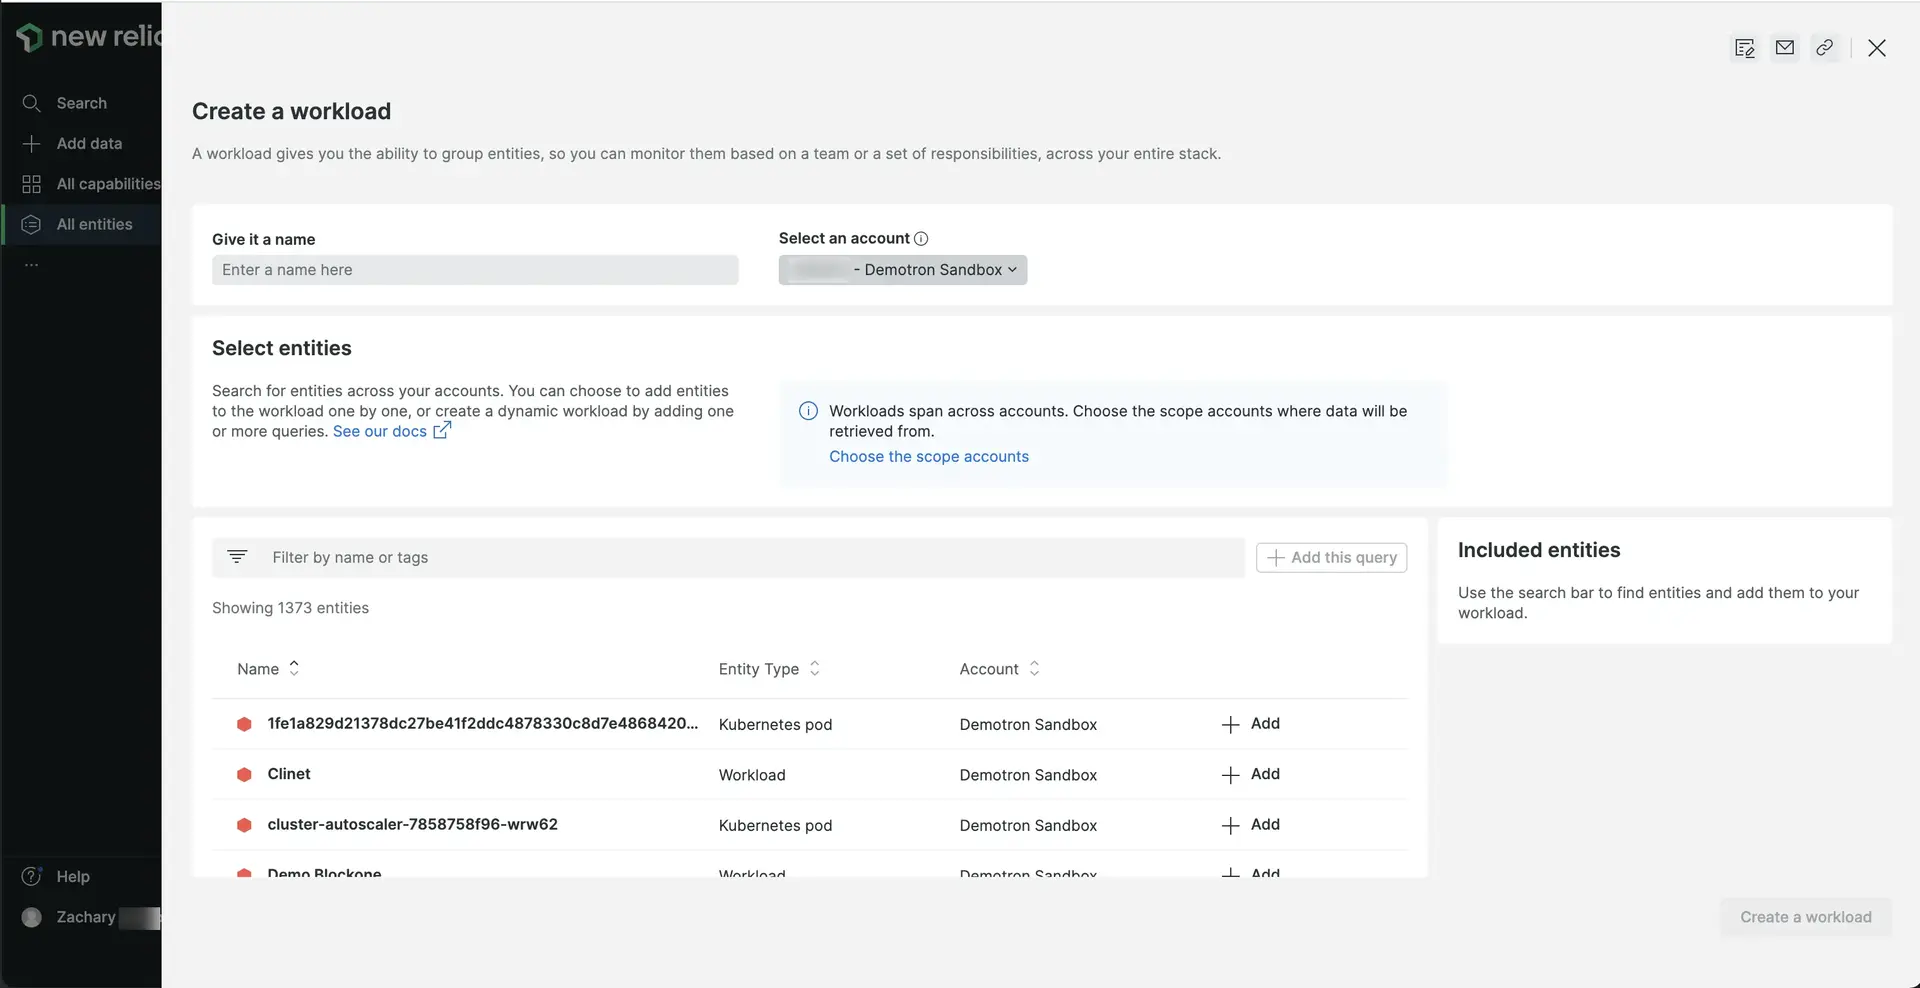 new relic
Search
Add data
All capabilities
All entities
...
Help
Zachary
Create a workload
A workload gives you the ability to group entities, so you can monitor them based on a team or a set of responsibilities, across your entire stack.
Give it a name
Enter a name here
Select an account
- Demotron Sandbox
Select entities
Search for entities across your accounts. You can choose to add entities
to the workload one by one, or create a dynamic workload by adding one
or more queries. See our docs
Workloads span across accounts. Choose the scope accounts where data will be
retrieved from.
Choose the scope accounts
Filter by name or tags
Add this query
Showing 1373 entities
Name Entity Type Account
1fe1a829d21378dc27be41f2ddc4878330c8d7e4868420... Kubernetes pod Demotron Sandbox Add
Clinet Workload Demotron Sandbox Add
cluster-autoscaler-7858758f96-wrw62 Kubernetes pod Demotron Sandbox Add
Demo Blockone Workload Demotron Sandbox Add
Included entities
Use the search bar to find entities and add them to your
workload.
Create a workload